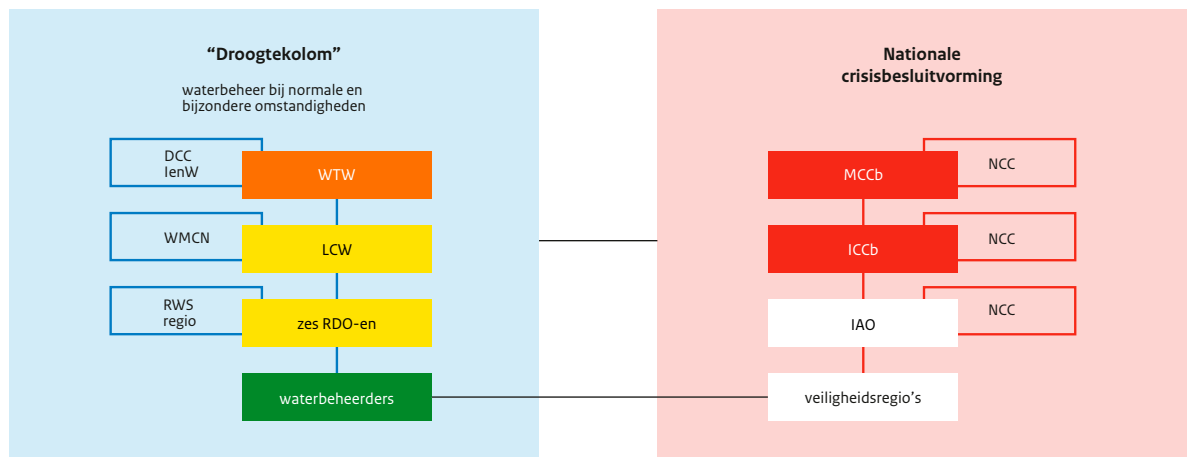 “Droogtekolom”
waterbeheer bij normale en
bijzondere omstandigheden
DCC
IenW
WTW
WMCN
LCW
RWS
regio
zes RDO-en
waterbeheerders
Nationale
crisisbesluitvorming
MCCb
NCC
ICCb
NCC
IAO
NCC
veiligheidsregio’s